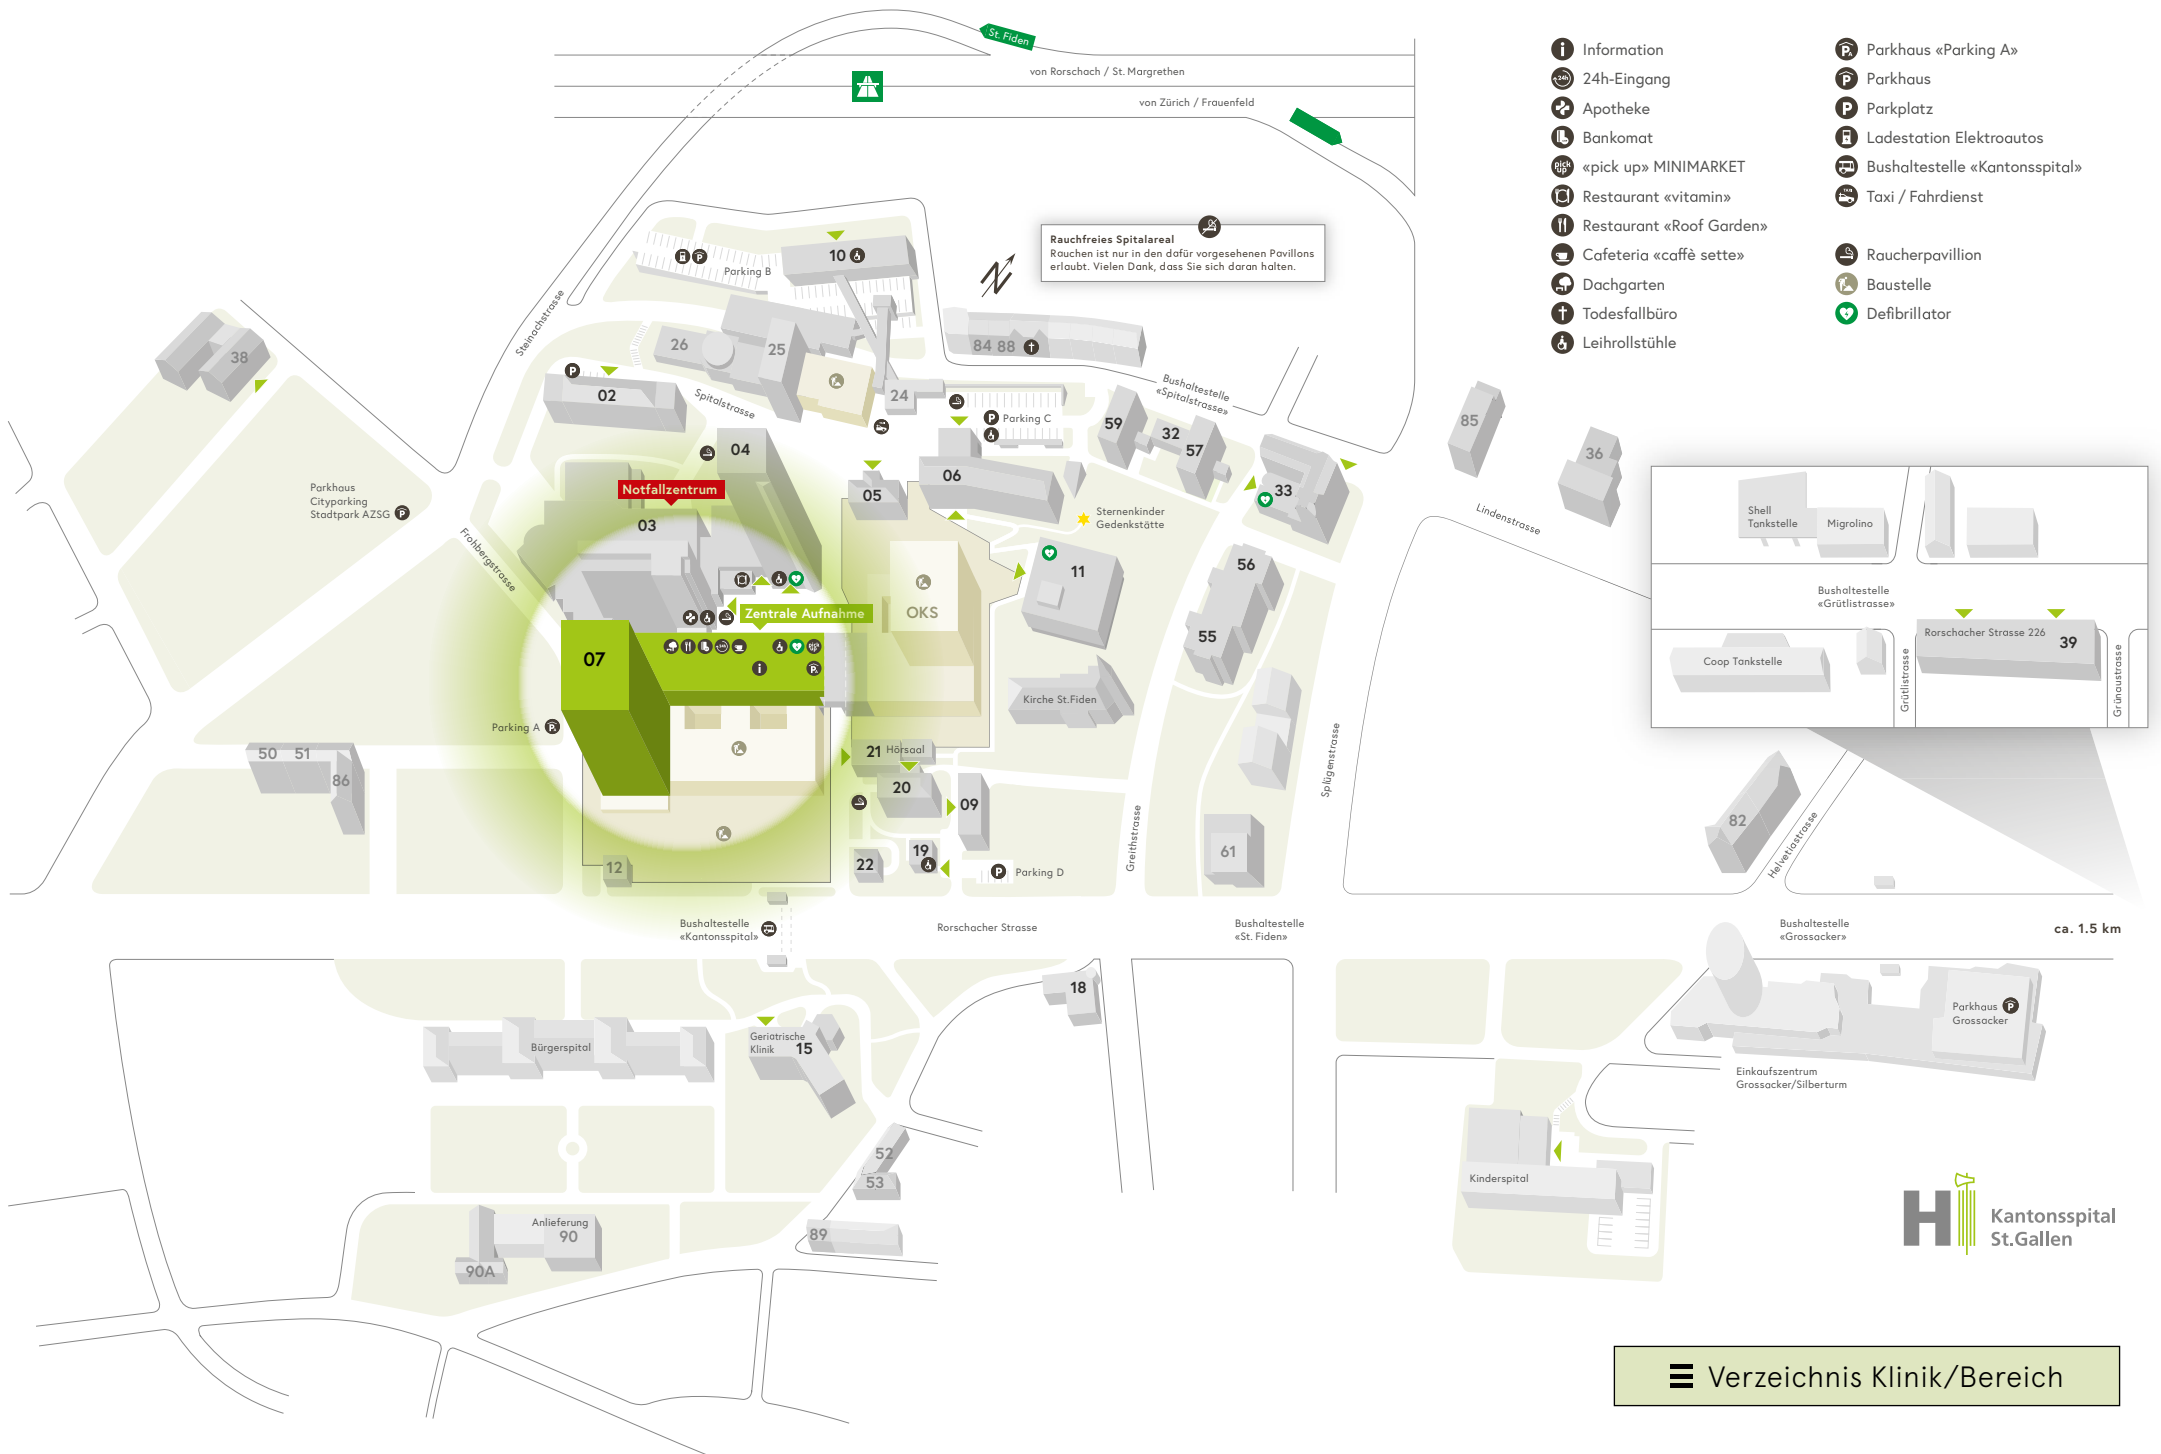 St. Fiden
von Rorschach / St. Margrethen
von Zürich / Frauenfeld
Information
24h-Eingang
Apotheke
Bankomat
«pick up» MINIMARKET
Restaurant «vitamin»
Restaurant «Roof Garden»
Cafeteria «caffè sette»
Dachgarten
Todesfallbüro
Leihrollstühle
Parkhaus «Parking A»
Parkhaus
Parkplatz
Ladestation Elektroautos
Bushaltestelle «Kantonsspital»
Taxi / Fahrdienst
Raucherpavillion
Baustelle
Defibrillator
Rauchfreies Spitalareal
Rauchen ist nur in den dafür vorgesehenen Pavillons
erlaubt. Vielen Dank, dass Sie sich daran halten.
N
10
Parking B
Steinachstrasse
38
26
25
84 88
02
Spitalstrasse
24
Parking C
Bushaltestelle
«Spitalstrasse»
59
32
57
85
36
04
Notfallzentrum
03
05
06
33
Sternenkinder
Gedenkstätte
Lindenstrasse
Parkhaus
Cityparking
Stadtpark AZSG
Frohbergstrasse
11
56
55
OKS
Zentrale Aufnahme
07
Kirche St.Fiden
Parking A
50 51
86
21 Hörsaal
20
09
12
22
19
Parking D
Greithstrasse
Splügenstrasse
61
82
Helvetiastrasse
Shell
Tankstelle
Migrolino
Bushaltestelle
«Grütlistrasse»
Rorschacher Strasse 226
39
Coop Tankstelle
Grütlistrasse
Grünaustrasse
ca. 1.5 km
Bushaltestelle
«Kantonsspital»
Rorschacher Strasse
Bushaltestelle
«St. Fiden»
Bushaltestelle
«Grossacker»
18
Parkhaus
Grossacker
Einkaufszentrum
Grossacker/Silberturm
Bürgerspital
Geriatrische
Klinik
15
52
53
89
Anlieferung
90
90A
Kinderspital
Kantonsspital
St.Gallen
Verzeichnis Klinik/Bereich